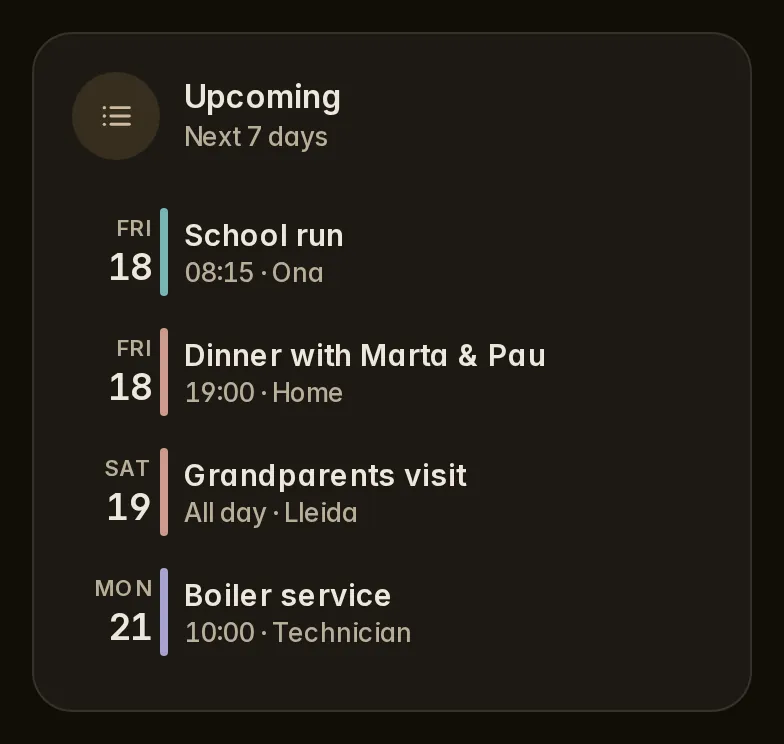 Upcoming
Next 7 days
FRI
18
School run
08:15 · Ona
FRI
18
Dinner with Marta & Pau
19:00 · Home
SAT
19
Grandparents visit
All day · Lleida
MON
21
Boiler service
10:00 · Technician